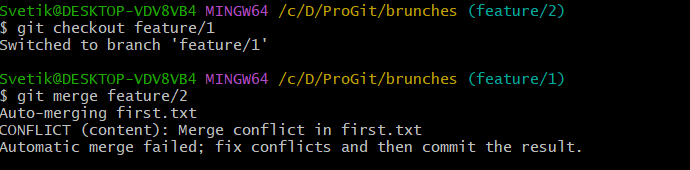 Svetik@DESKTOP-VDV8VB4 MINGW64 /c/D/ProGit/brunches (feature/2)
$ git checkout feature/1
Switched to branch 'feature/1'
Svetik@DESKTOP-VDV8VB4 MINGW64 /c/D/ProGit/brunches (feature/1)
$ git merge feature/2
Auto-merging first.txt
CONFLICT (content): Merge conflict in first.txt
Automatic merge failed; fix conflicts and then commit the result.